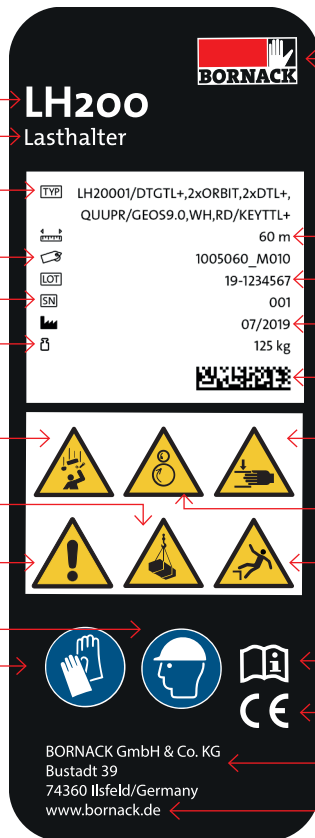 BORNACK
LH200
Lasthalter
TYP LH20001/DTGTL+,2xORBIT,2xDTL+,
QUUPR/GEOS9.0,WH,RD/KEYTTL+
60 m
1005060_M010
LOT 19-1234567
SN 001
07/2019
125 kg
BORNACK GmbH & Co. KG
Bustadt 39
74360 Ilsfeld/Germany
www.bornack.de